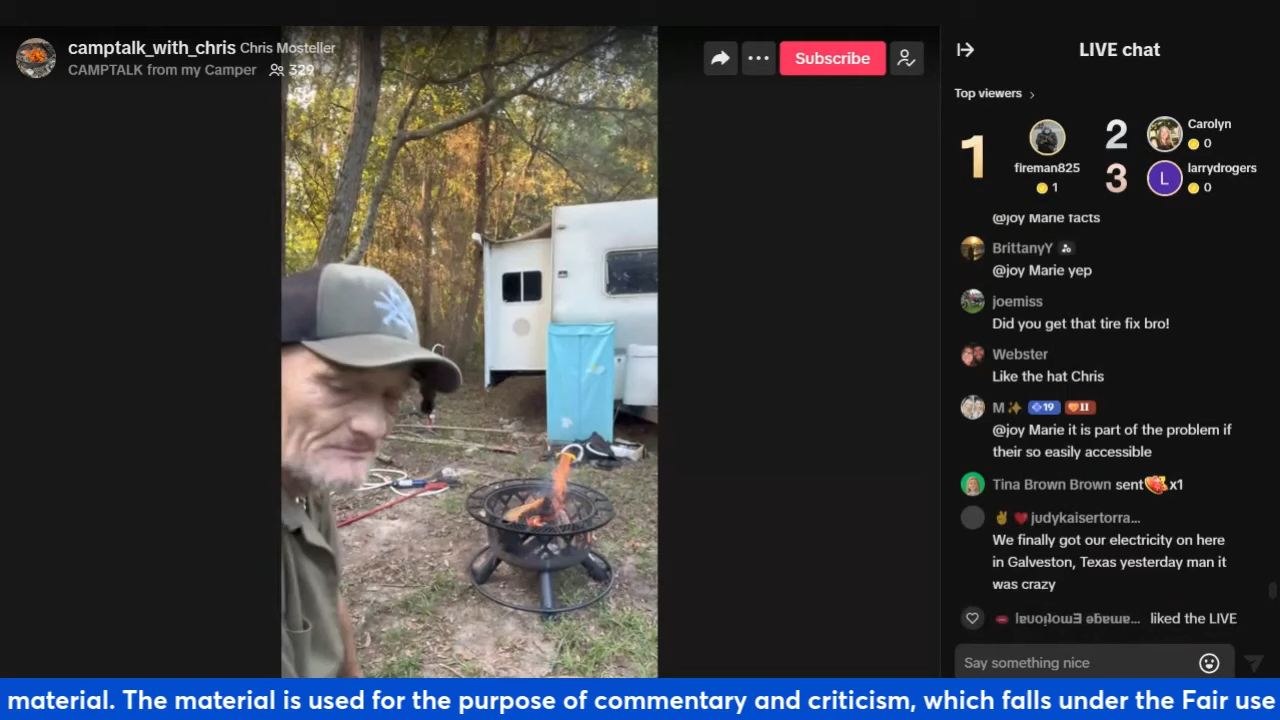 camptalk_with_chris Chris Mosteller
CAMPTALK from my Camper 329
Subscribe
LIVE chat
Top viewers
1
fireman825
1
2
Carolyn
0
3
L
larrydrogers
0
@joy Marie facts
BrittanyY
@joy Marie yep
joemiss
Did you get that tire fix bro!
Webster
Like the hat Chris
M✨ 19 11
@joy Marie it is part of the problem if
their so easily accessible
Tina Brown Brown sent x1
✌❤judykaisertorra...
We finally got our electricity on here
in Galveston, Texas yesterday man it
was crazy
liked the LIVE
Say something nice
material. The material is used for the purpose of commentary and criticism, which falls under the Fair use